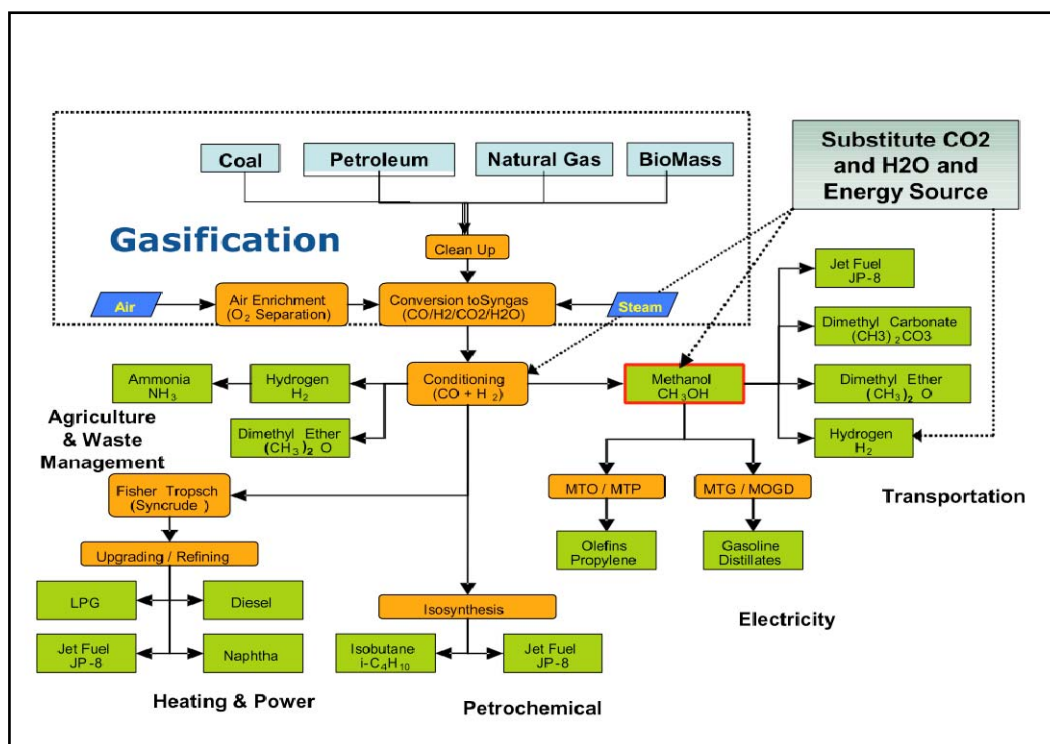 Substitute CO2
and H2O and
Energy Source
Coal
Petroleum
Natural Gas
BioMass
Gasification
Clean Up
Air
Air Enrichment
(O₂ Separation)
Conversion toSyngas
(CO/H2/CO2/H2O)
Steam
Jet Fuel
JP-8
Dimethyl Carbonate
(CH3)₂CO3
Ammonia
NH₃
Hydrogen
H₂
Conditioning
(CO + H₂)
Methanol
CH₃OH
Dimethyl Ether
(CH₃)₂ O
Agriculture
& Waste
Management
Dimethyl Ether
(CH₃)₂ O
Hydrogen
H₂
Fisher Tropsch
(Syncrude )
MTO / MTP
MTG / MOGD
Transportation
Upgrading / Refining
Olefins
Propylene
Gasoline
Distillates
LPG
Diesel
Isosynthesis
Electricity
Jet Fuel
JP-8
Naphtha
Isobutane
i-C₄H₁₀
Jet Fuel
JP-8
Heating & Power
Petrochemical